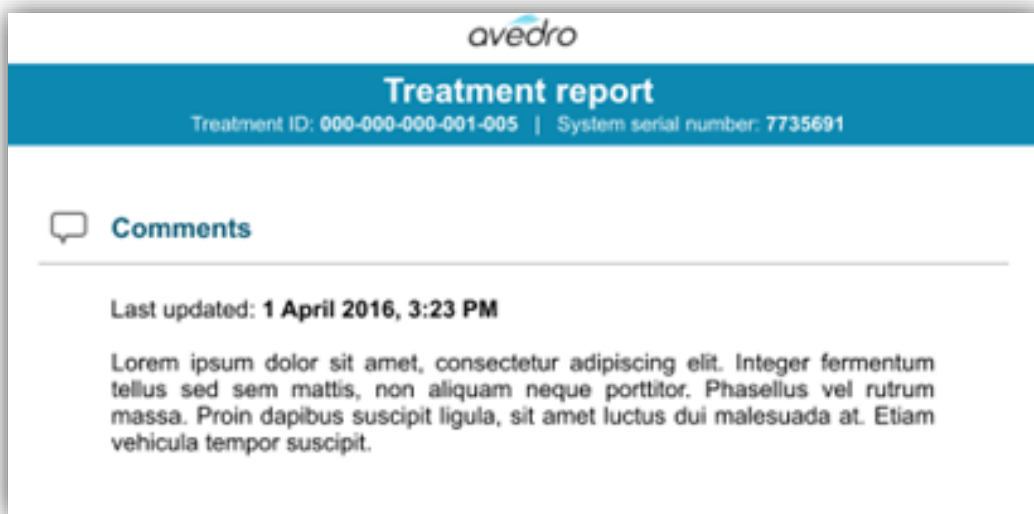 avedro
Treatment report
Treatment ID: 000-000-000-001-005 | System serial number: 7735691
Comments
Last updated: 1 April 2016, 3:23 PM
Lorem ipsum dolor sit amet, consectetur adipiscing elit. Integer fermentum
tellus sed sem mattis, non aliquam neque porttitor. Phasellus vel rutrum
massa. Proin dapibus suscipit ligula, sit amet luctus dui malesuada at. Etiam
vehicula tempor suscipit.